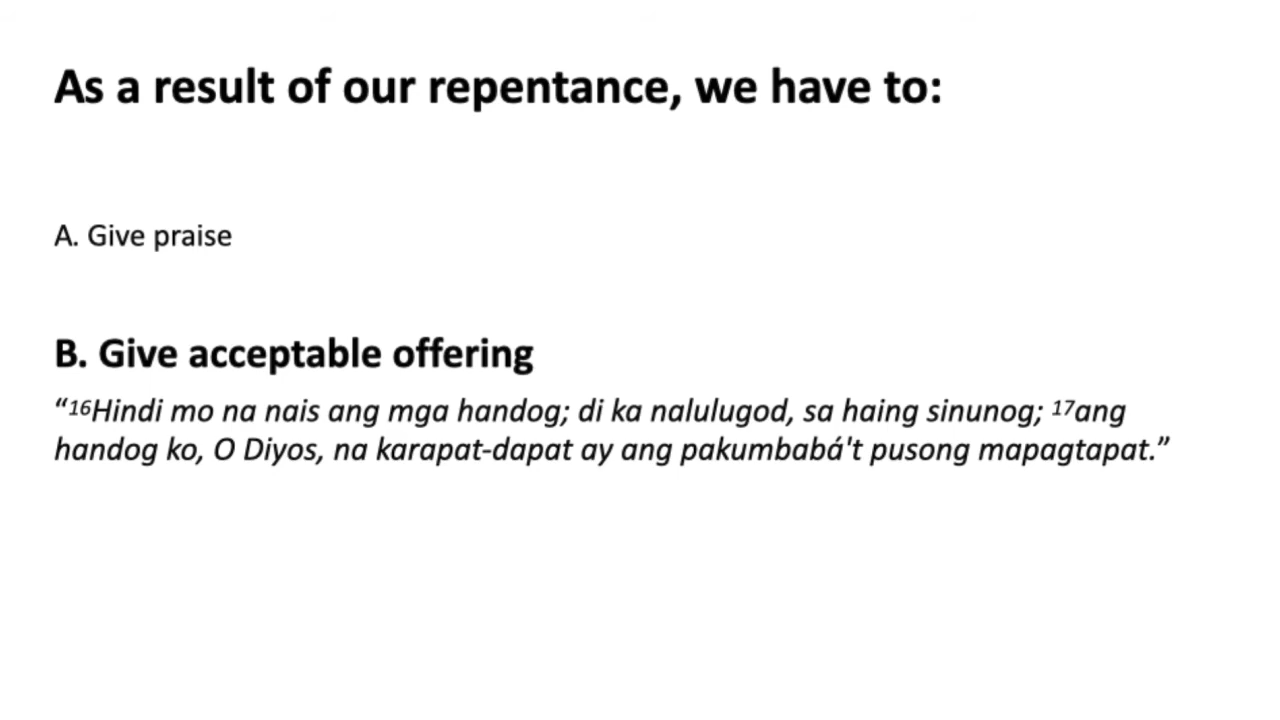 As a result of our repentance, we have to:
A. Give praise
B. Give acceptable offering
“16Hindi mo na nais ang mga handog; di ka nalulugod, sa haing sinunog; 17ang
handog ko, O Diyos, na karapat-dapat ay ang pakumbabá't pusong mapagtapat.”